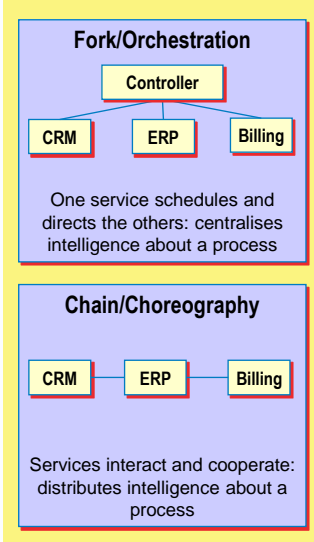 Fork/Orchestration
Controller
CRM ERP Billing
One service schedules and
directs the others: centralises
intelligence about a process
Chain/Choreography
CRM ERP Billing
Services interact and cooperate:
distributes intelligence about a
process